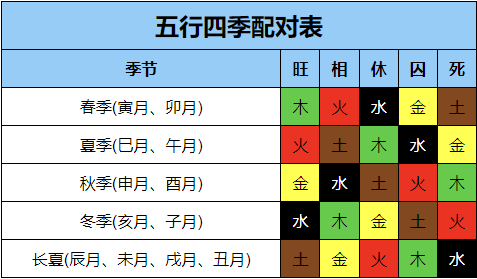 五行四季配对表
季节 旺 相 休 囚 死
春季(寅月、卯月) 木 火 水 金 土
夏季(巳月、午月) 火 土 木 水 金
秋季(申月、酉月) 金 水 土 火 木
冬季(亥月、子月) 水 木 金 土 火
长夏(辰月、未月、戌月、丑月) 土 金 火 木 水